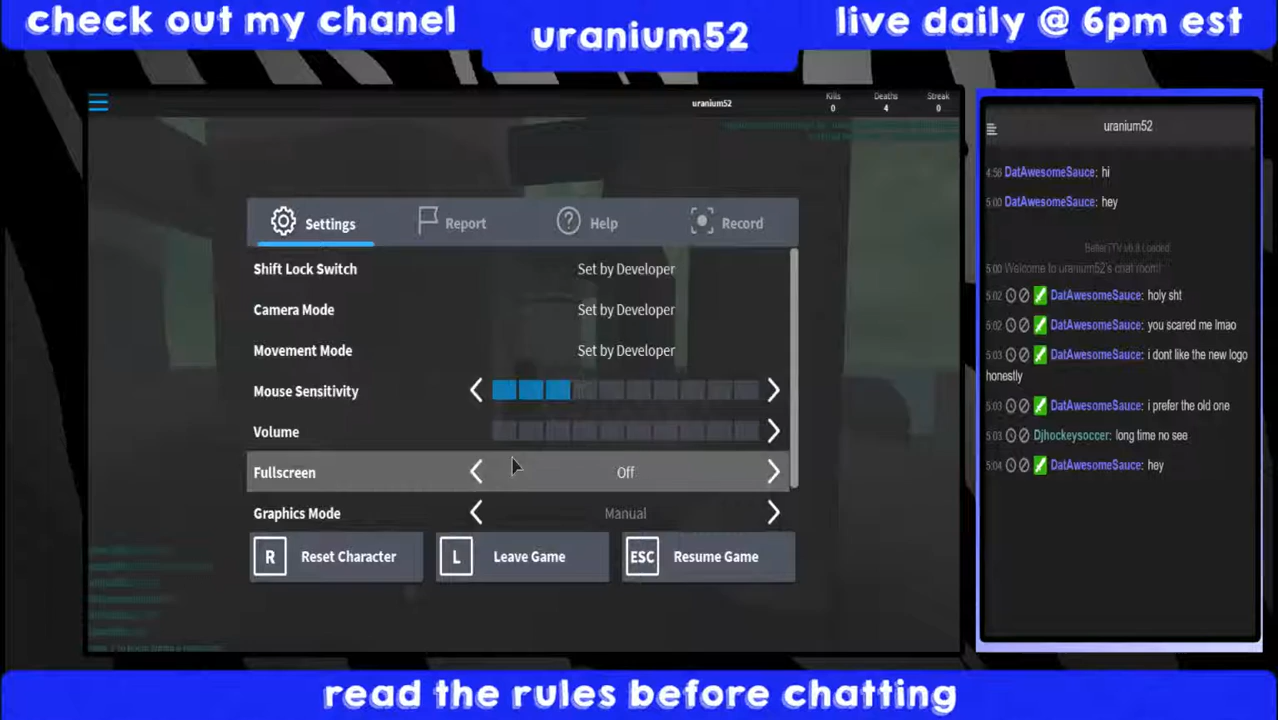 check out my chanel
uranium52
live daily @ 6pm est
uranium52
Kills
0
Deaths
4
Streak
0
Settings
Report
Help
Record
Shift Lock Switch
Set by Developer
Camera Mode
Set by Developer
Movement Mode
Set by Developer
Mouse Sensitivity
Volume
Fullscreen
Off
Graphics Mode
Manual
R
Reset Character
L
Leave Game
ESC
Resume Game
uranium52
4:56 DatAwesomeSauce: hi
5:00 DatAwesomeSauce: hey
5:00 Welcome to uranium52's chat room!
5:02 DatAwesomeSauce: holy sht
5:02 DatAwesomeSauce: you scared me lmao
5:03 DatAwesomeSauce: i dont like the new logo
honestly
5:03 DatAwesomeSauce: i prefer the old one
5:03 Djhockeysoccer: long time no see
5:04 DatAwesomeSauce: hey
read the rules before chatting